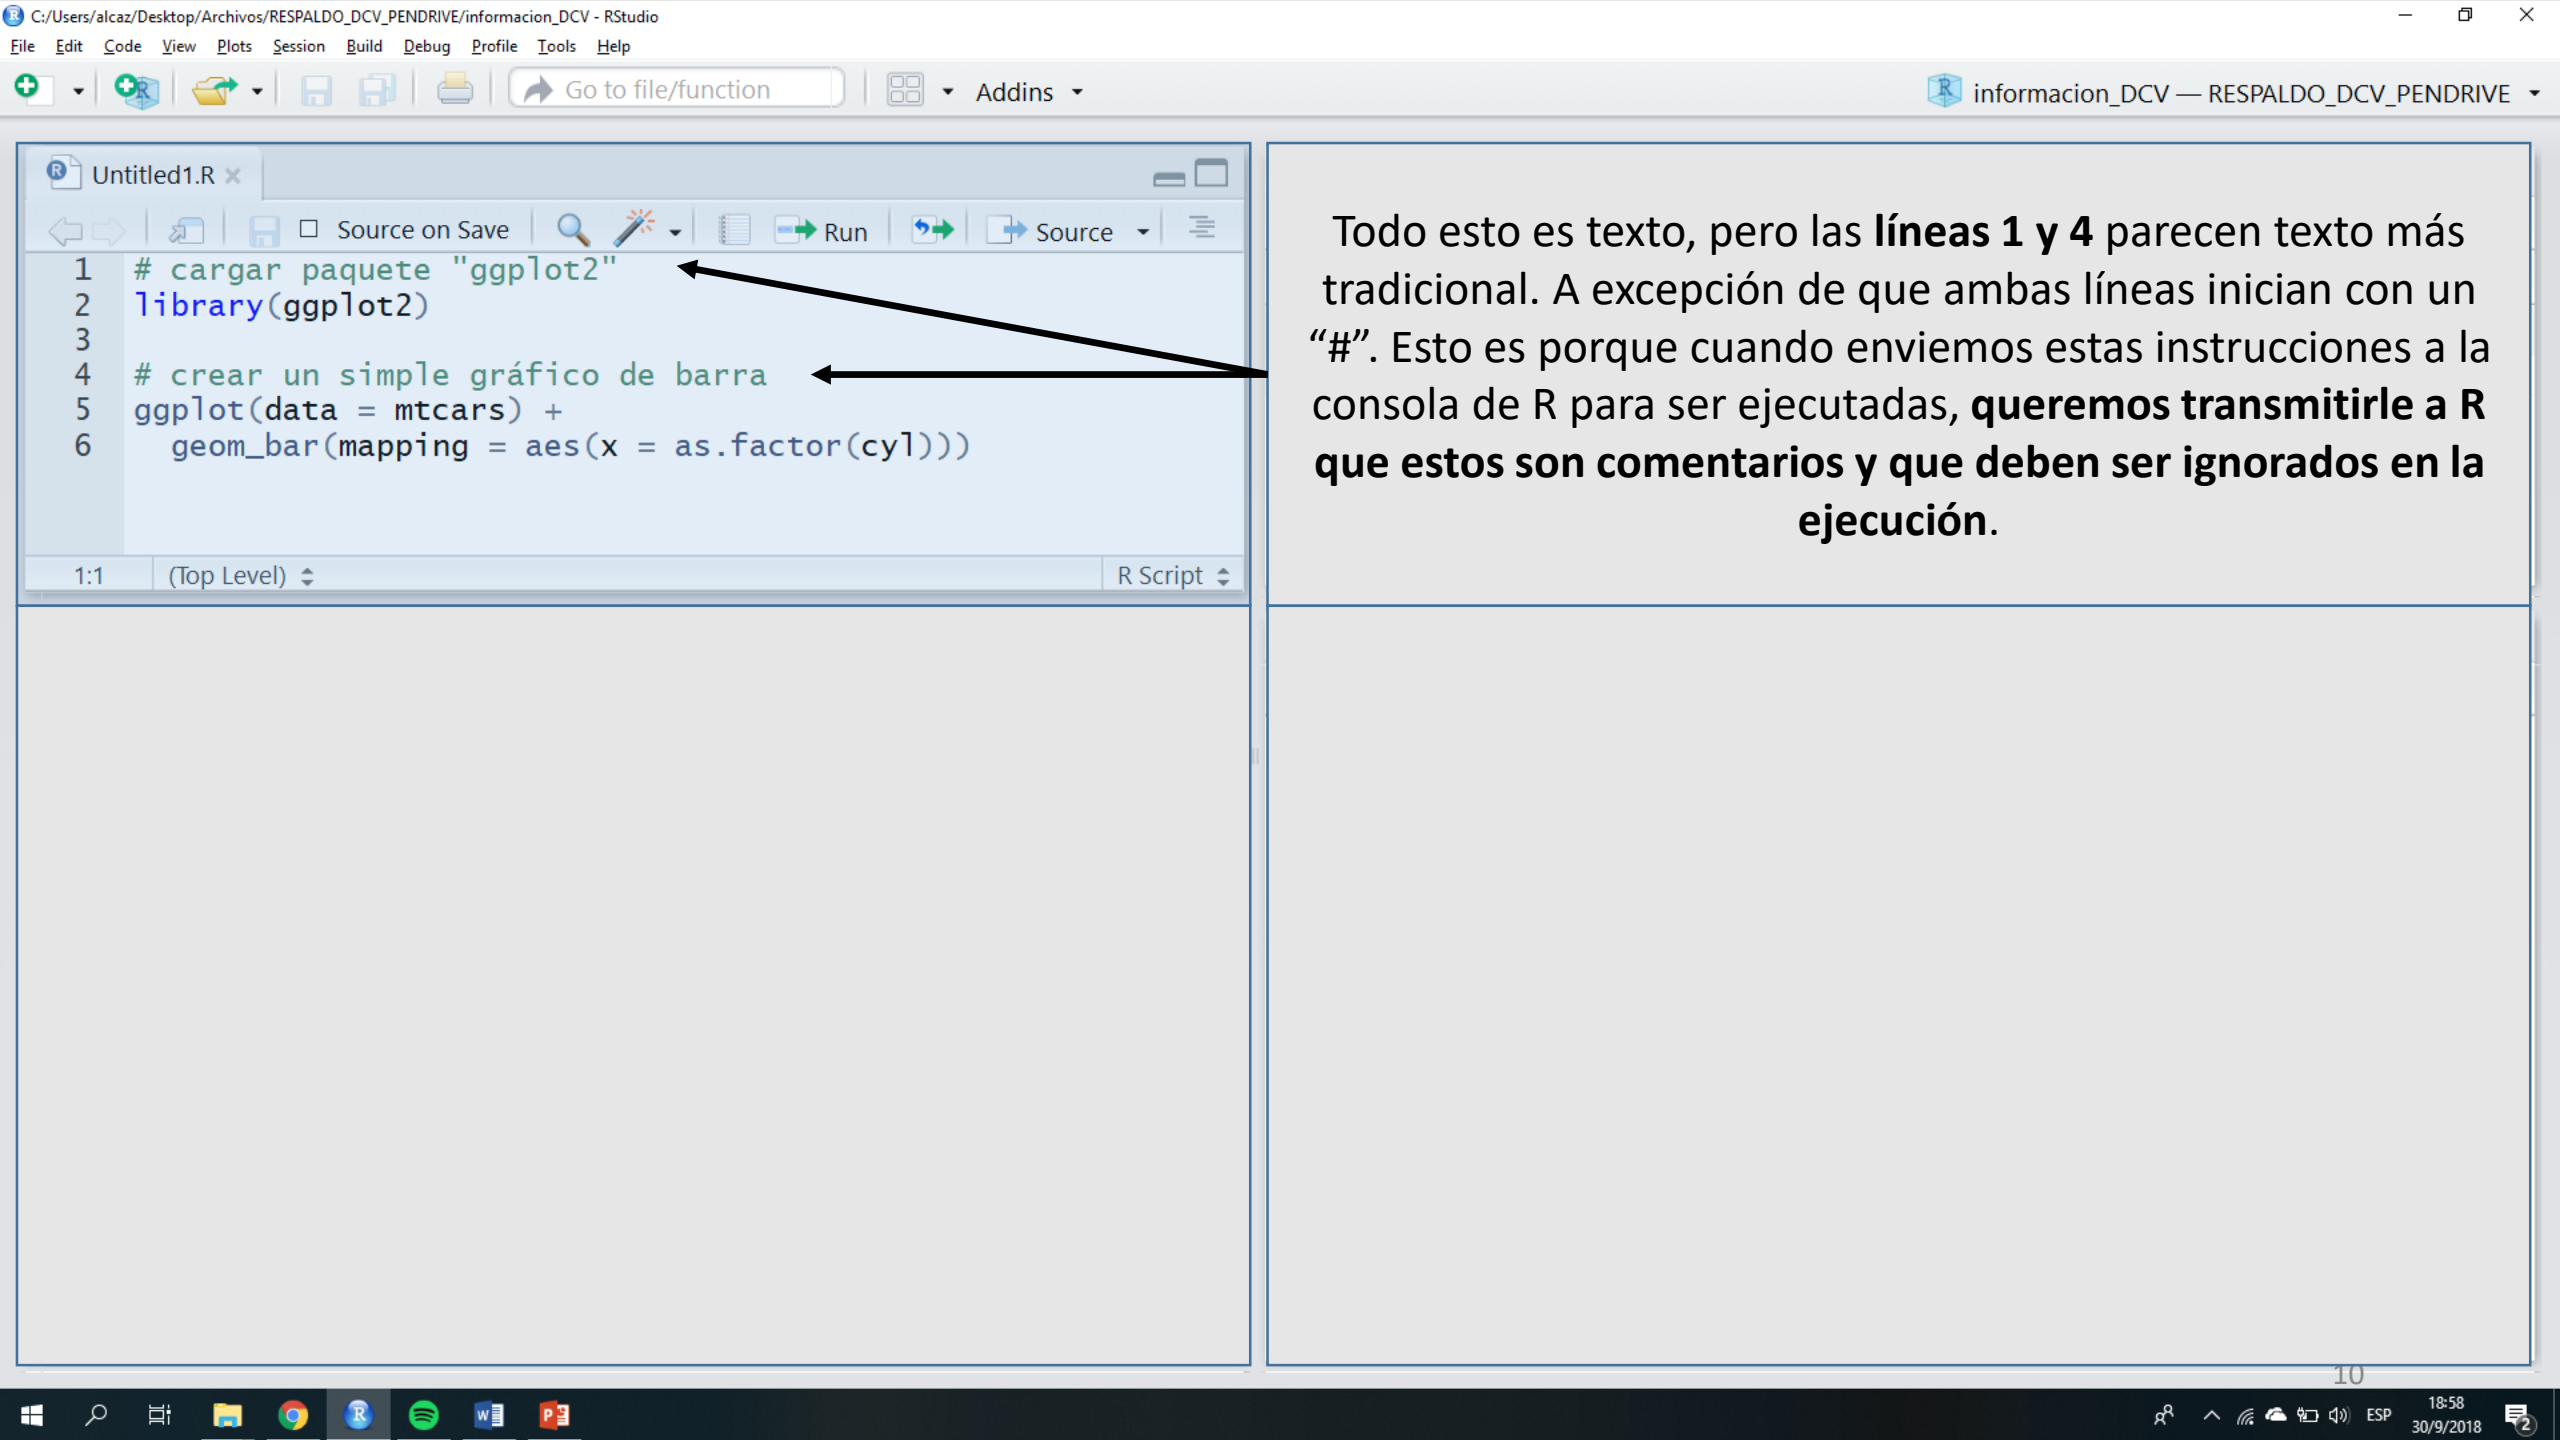 C:/Users/alcaz/Desktop/Archivos/RESPALDO_DCV_PENDRIVE/informacion_DCV - RStudio
File Edit Code View Plots Session Build Debug Profile Tools Help
Go to file/function Addins informacion_DCV — RESPALDO_DCV_PENDRIVE
Untitled1.R
Source on Save Run Source
1 # cargar paquete "ggplot2"
2 library(ggplot2)
3
4 # crear un simple gráfico de barra
5 ggplot(data = mtcars) +
6 geom_bar(mapping = aes(x = as.factor(cyl)))
1:1 (Top Level) R Script
Todo esto es texto, pero las líneas 1 y 4 parecen texto más
tradicional. A excepción de que ambas líneas inician con un
“#”. Esto es porque cuando enviemos estas instrucciones a la
consola de R para ser ejecutadas, queremos transmitirle a R
que estos son comentarios y que deben ser ignorados en la
ejecución.
10
ESP
18:58
30/9/2018
2